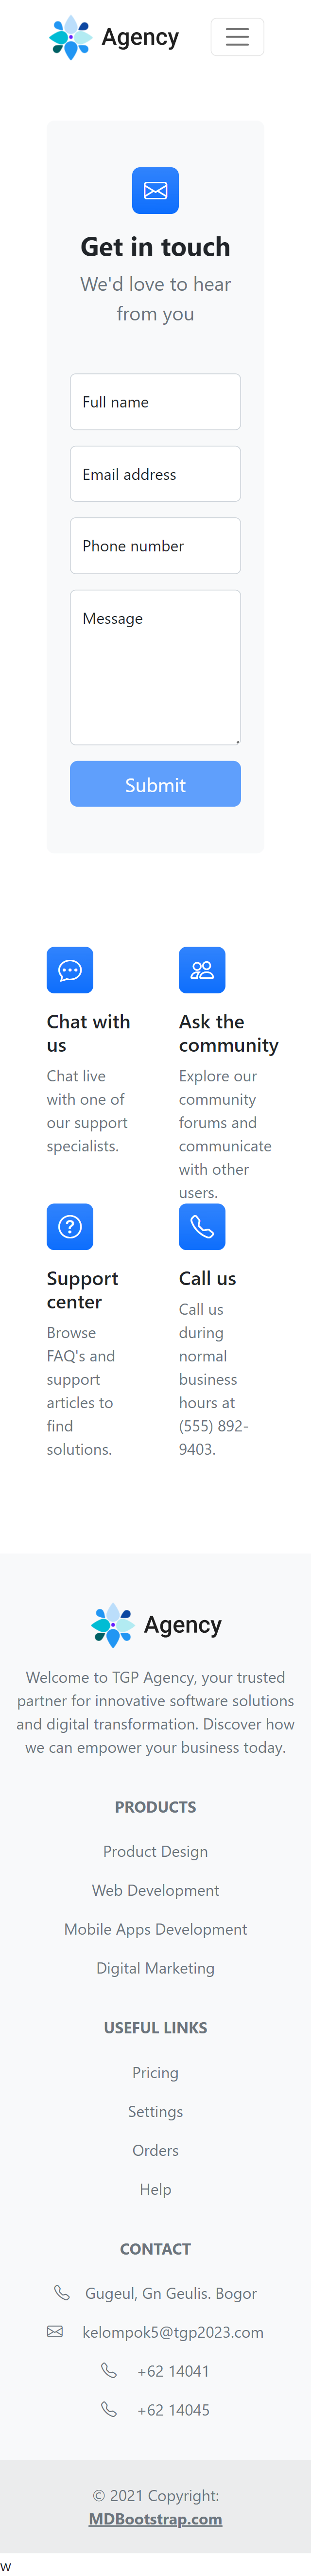 Agency
Get in touch
We'd love to hear
from you
Full name
Email address
Phone number
Message
Submit
Chat with
us
Chat live
with one of
our support
specialists.
Ask the
community
Explore our
community
forums and
communicate
with other
users.
Support
center
Browse
FAQ's and
support
articles to
find
solutions.
Call us
Call us
during
normal
business
hours at
(555) 892-
9403.
Agency
Welcome to TGP Agency, your trusted
partner for innovative software solutions
and digital transformation. Discover how
we can empower your business today.
PRODUCTS
Product Design
Web Development
Mobile Apps Development
Digital Marketing
USEFUL LINKS
Pricing
Settings
Orders
Help
CONTACT
Gugeul, Gn Geulis. Bogor
kelompok5@tgp2023.com
+62 14041
+62 14045
© 2021 Copyright:
MDBootstrap.com
w